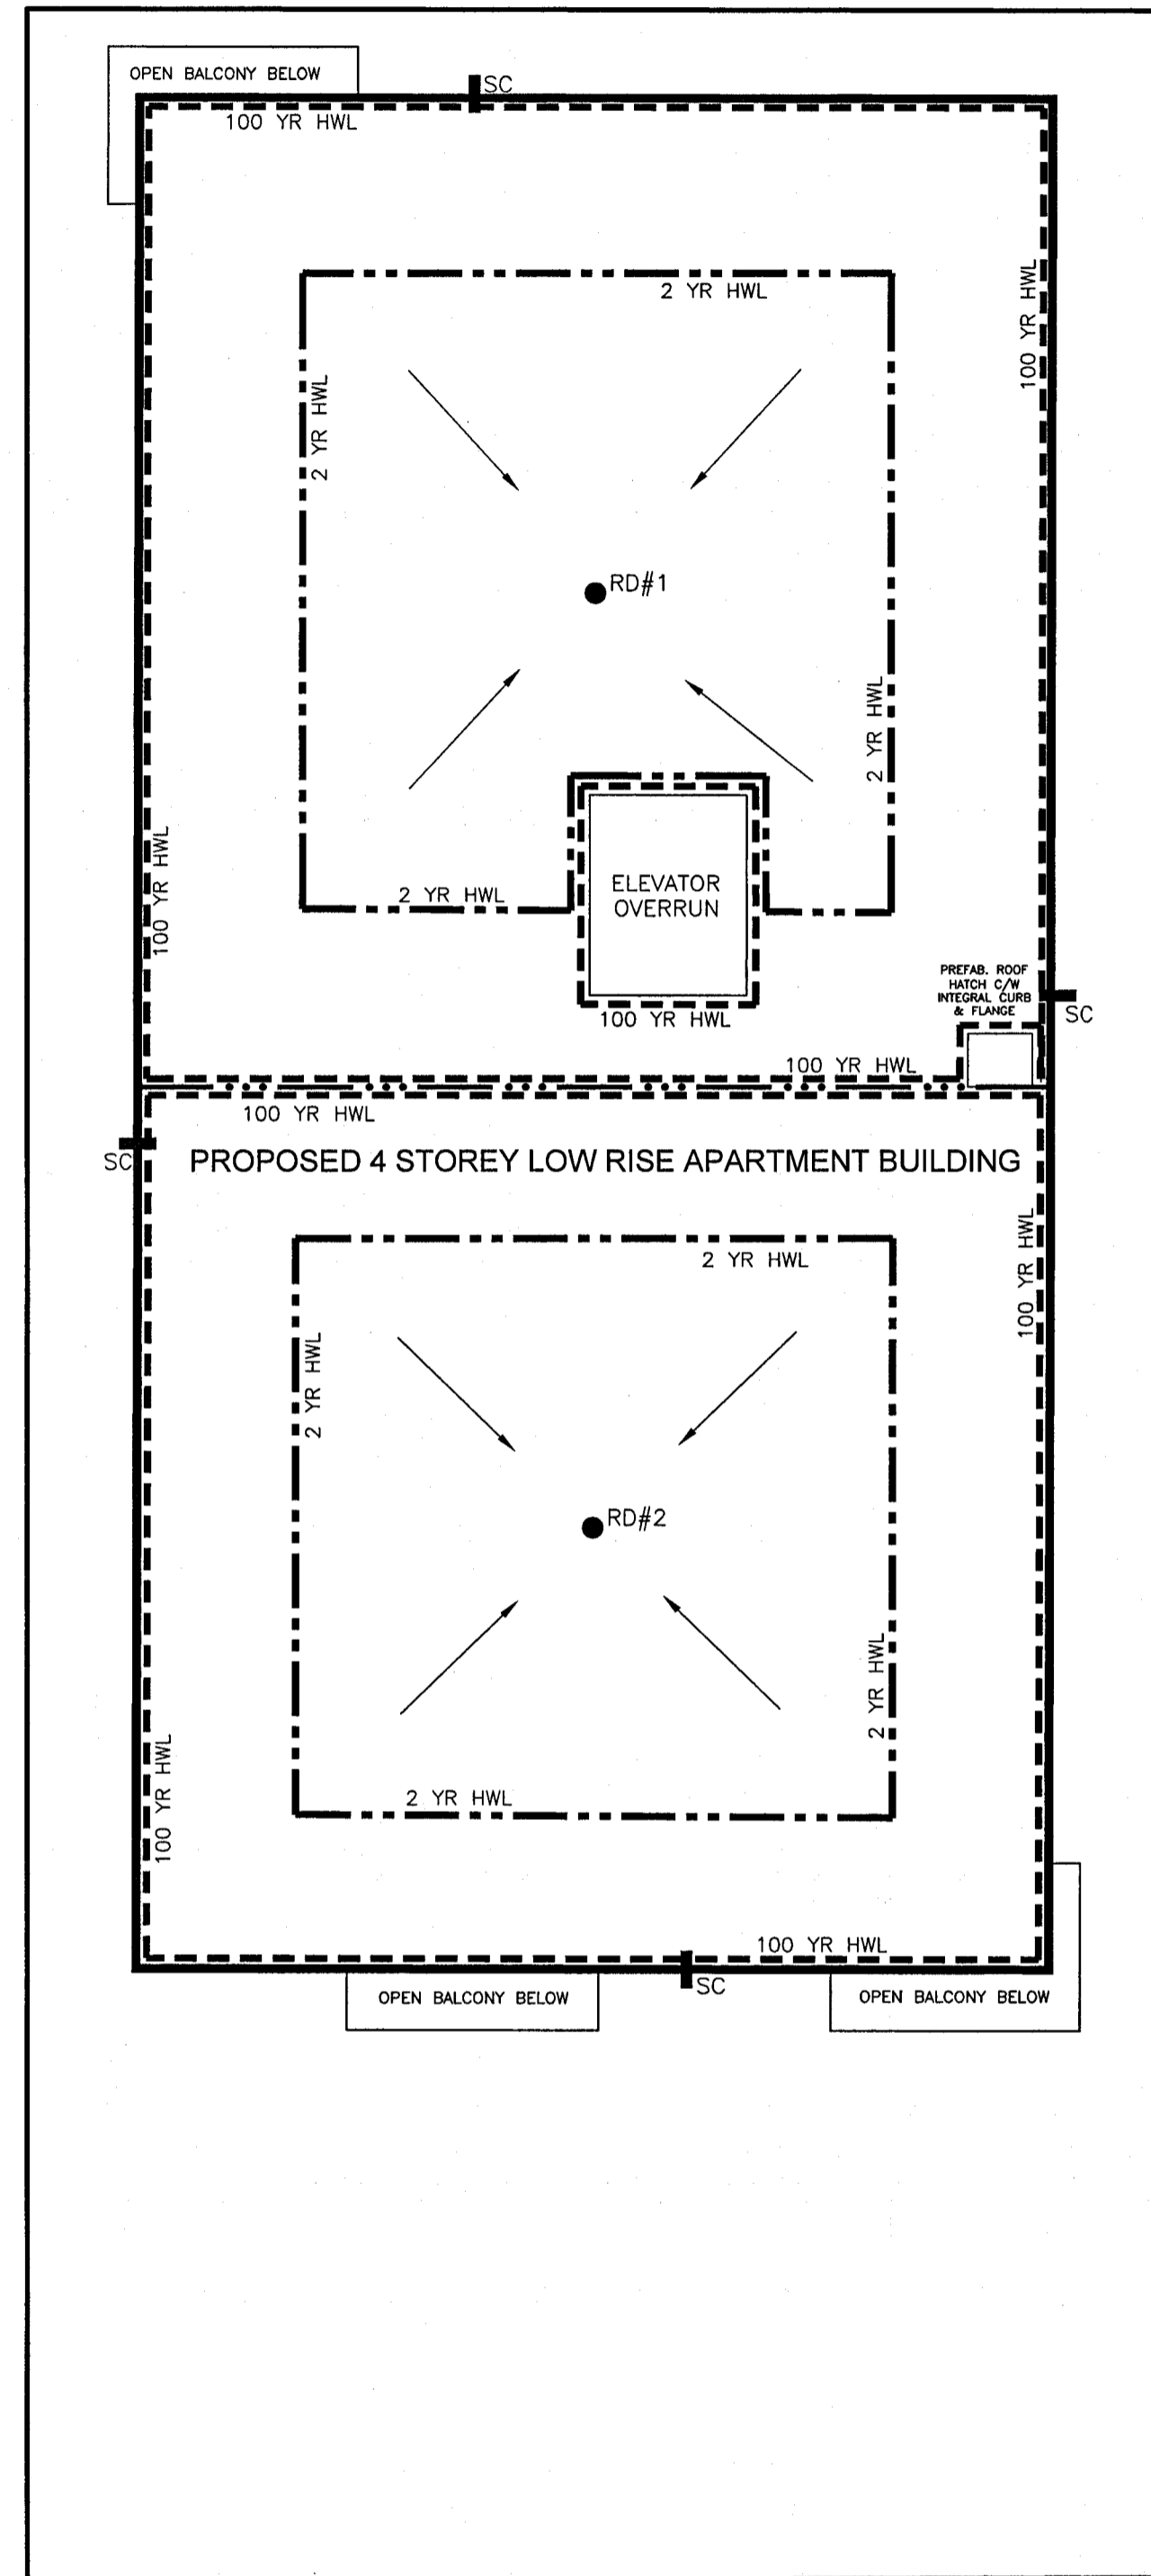 OPEN BALCONY BELOW
SC
100 YR HWL
100 YR HWL
2 YR HWL
2 YR HWL
RD#1
2 YR HWL
100 YR HWL
2 YR HWL
ELEVATOR
OVERRUN
PREFAB. ROOF
HATCH C/W
INTEGRAL CURB
& FLANGE
SC
100 YR HWL
100 YR HWL
100 YR HWL
SC
PROPOSED 4 STOREY LOW RISE APARTMENT BUILDING
100 YR HWL
2 YR HWL
2 YR HWL
RD#2
2 YR HWL
100 YR HWL
2 YR HWL
100 YR HWL
SC
OPEN BALCONY BELOW
OPEN BALCONY BELOW